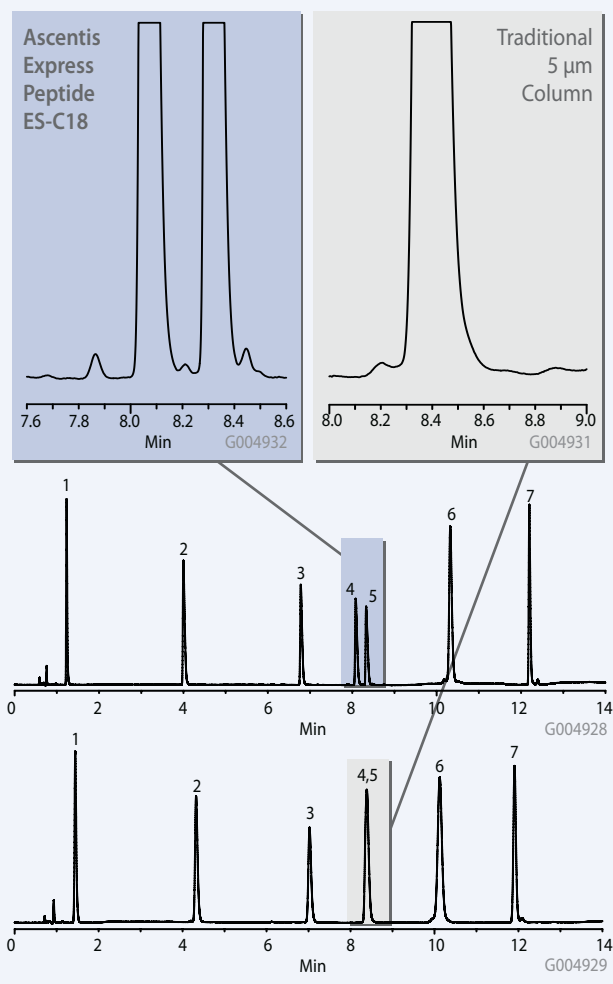 Ascentis
Express
Peptide
ES-C18
7.6 7.8 8.0 8.2 8.4 8.6
Min
G004932
Traditional
5 µm
Column
8.0 8.2 8.4 8.6 8.8 9.0
Min
G004931
1 2 3 4 5 6 7
0 2 4 6 8 10 12 14
Min
G004928
1 2 3 4,5 6 7
0 2 4 6 8 10 12 14
Min
G004929